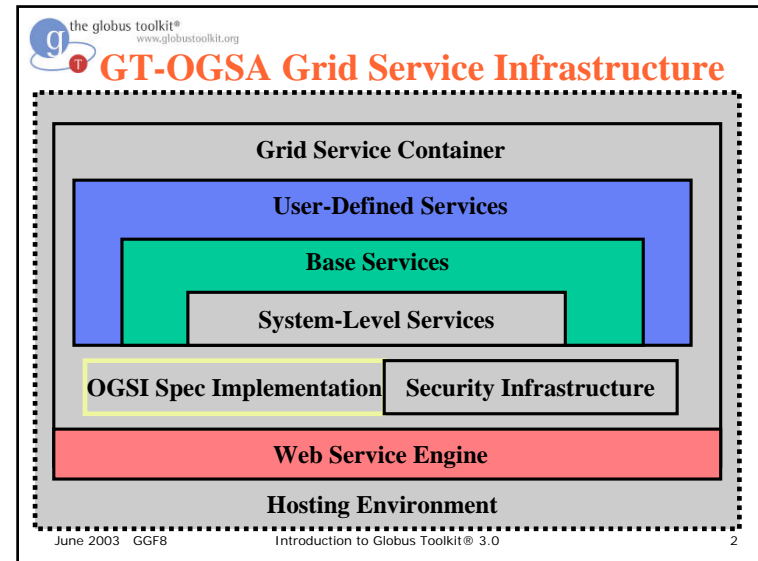 the globus toolkit®
www.globustoolkit.org
g
T
GT-OGSA Grid Service Infrastructure
Grid Service Container
User-Defined Services
Base Services
System-Level Services
OGSI Spec Implementation Security Infrastructure
Web Service Engine
Hosting Environment
June 2003 GGF8 Introduction to Globus Toolkit® 3.0 2